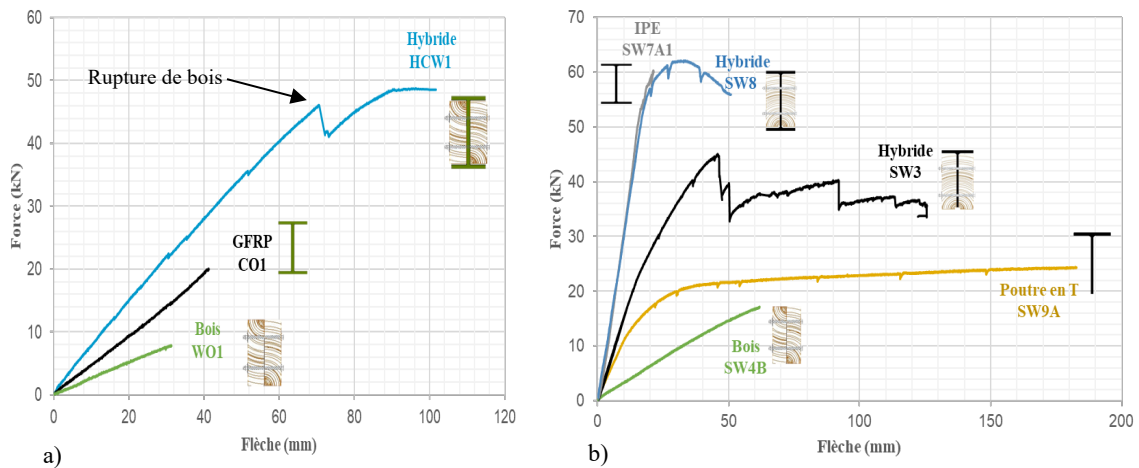 a)
Force (kN)
60
50
40
30
20
10
0
0 20 40 60 80 100 120
Flèche (mm)
Hybride
HCW1
Rupture de bois
GFRP
CO1
Bois
WO1
b)
Force (kN)
70
60
50
40
30
20
10
0
0 50 100 150 200
Flèche (mm)
IPE
SW7A1
Hybride
SW8
Hybride
SW3
Poutre en T
SW9A
Bois
SW4B